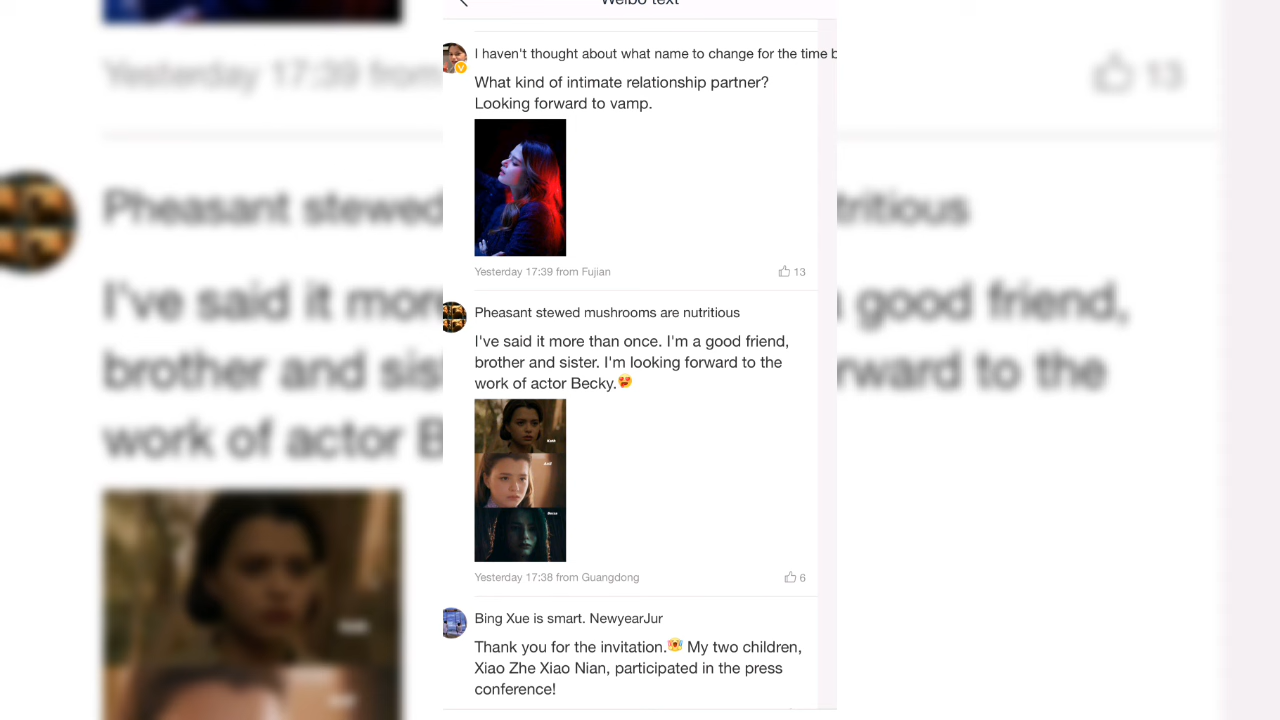 Weibo text
I haven't thought about what name to change for the time b
What kind of intimate relationship partner?
Looking forward to vamp.
Yesterday 17:39 from Fujian
13
Pheasant stewed mushrooms are nutritious
I've said it more than once. I'm a good friend,
brother and sister. I'm looking forward to the
work of actor Becky.
Yesterday 17:38 from Guangdong
6
Bing Xue is smart. NewyearJur
Thank you for the invitation. My two children,
Xiao Zhe Xiao Nian, participated in the press
conference!
Yesterday 17:39 from
13
Pheasant stewed
tritious
I've said it mor
a good friend,
brother and sis
rward to the
work of actor B